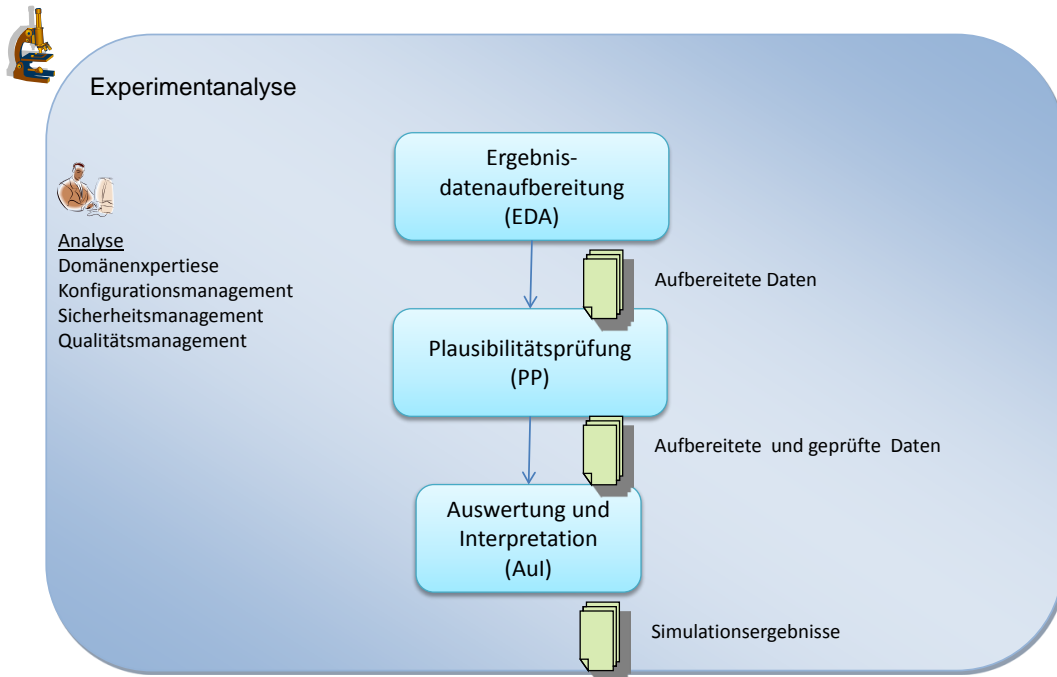 Experimentanalyse
Ergebnis-
datenaufbereitung
(EDA)
Analyse
Domänenxpertiese
Konfigurationsmanagement
Sicherheitsmanagement
Qualitätsmanagement
Aufbereitete Daten
Plausibilitätsprüfung
(PP)
Aufbereitete und geprüfte Daten
Auswertung und
Interpretation
(AuI)
Simulationsergebnisse